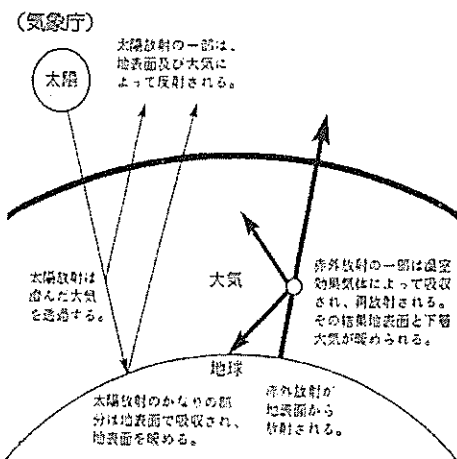 （気象庁）
太陽
太陽放射の一部は、
地表面及び大気に
よって反射される。
太陽放射は
澄んだ大気
を透過する。
大気
赤外放射の一部は温室
効果気体によって吸収
され、再放射される。
その結果地表面と下層
大気が暖められる。
地球
太陽放射のかなりの部
分は地表面で吸収され、
地表面を暖める。
赤外放射が
地表面から
放射される。